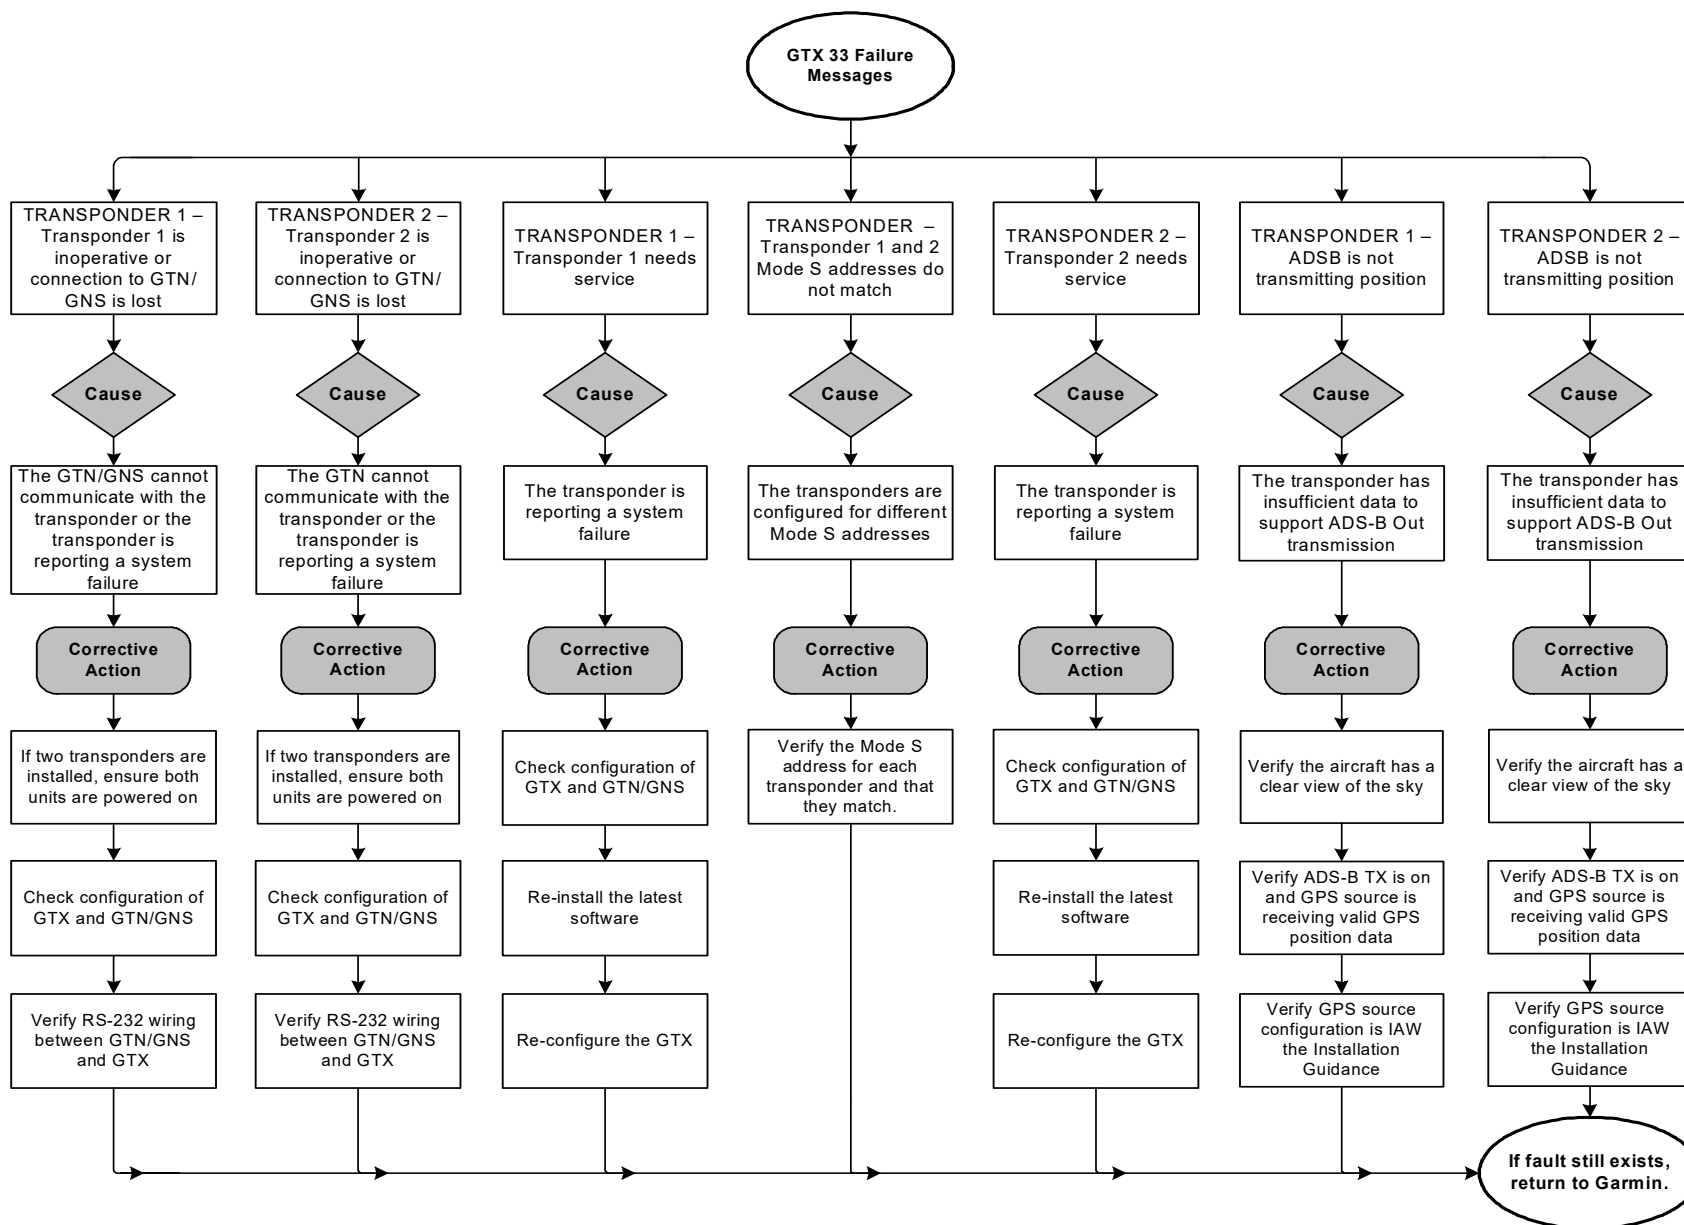 GTX 33 Failure
Messages
TRANSPONDER 1 –
Transponder 1 is
inoperative or
connection to GTN/
GNS is lost
TRANSPONDER 2 –
Transponder 2 is
inoperative or
connection to GTN/
GNS is lost
TRANSPONDER 1 –
Transponder 1 needs
service
TRANSPONDER –
Transponder 1 and 2
Mode S addresses do
not match
TRANSPONDER 2 –
Transponder 2 needs
service
TRANSPONDER 1 –
ADSB is not
transmitting position
TRANSPONDER 2 –
ADSB is not
transmitting position
Cause
Cause
Cause
Cause
Cause
Cause
Cause
The GTN/GNS cannot
communicate with the
transponder or the
transponder is
reporting a system
failure
The GTN cannot
communicate with the
transponder or the
transponder is
reporting a system
failure
The transponder is
reporting a system
failure
The transponders are
configured for different
Mode S addresses
The transponder is
reporting a system
failure
The transponder has
insufficient data to
support ADS-B Out
transmission
The transponder has
insufficient data to
support ADS-B Out
transmission
Corrective
Action
Corrective
Action
Corrective
Action
Corrective
Action
Corrective
Action
Corrective
Action
Corrective
Action
If two transponders are
installed, ensure both
units are powered on
If two transponders are
installed, ensure both
units are powered on
Check configuration of
GTX and GTN/GNS
Verify the Mode S
address for each
transponder and that
they match.
Check configuration of
GTX and GTN/GNS
Verify the aircraft has a
clear view of the sky
Verify the aircraft has a
clear view of the sky
Check configuration of
GTX and GTN/GNS
Check configuration of
GTX and GTN/GNS
Re-install the latest
software
Re-install the latest
software
Verify ADS-B TX is on
and GPS source is
receiving valid GPS
position data
Verify ADS-B TX is on
and GPS source is
receiving valid GPS
position data
Verify RS-232 wiring
between GTN/GNS
and GTX
Verify RS-232 wiring
between GTN/GNS
and GTX
Re-configure the GTX
Re-configure the GTX
Verify GPS source
configuration is IAW
the Installation
Guidance
Verify GPS source
configuration is IAW
the Installation
Guidance
If fault still exists,
return to Garmin.